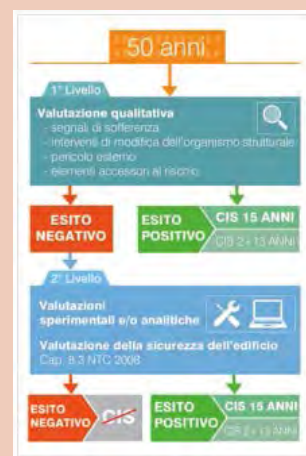 50 anni
1° Livello
Valutazione qualitativa
- segnali di sofferenza
- interventi di modifica dell'organismo strutturale
- pericolo esterno
- elementi accessori al rischio
ESITO NEGATIVO
ESITO POSITIVO
CIS 15 ANNI
2° Livello
Valutazioni
sperimentali e/o analitiche
Valutazione della sicurezza dell'edificio
Cap. 8.3 NTC 2008
ESITO NEGATIVO
CIS
ESITO POSITIVO
CIS 15 ANNI